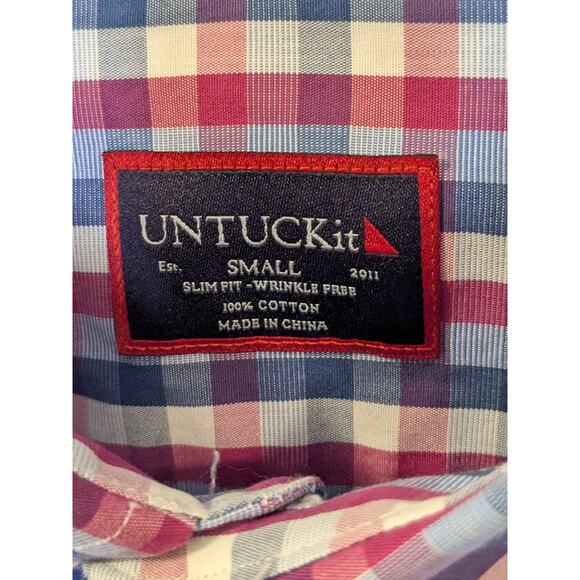 UNTUCKit
Est. SMALL 2011
SLIM FIT - WRINKLE FREE
100% COTTON
MADE IN CHINA